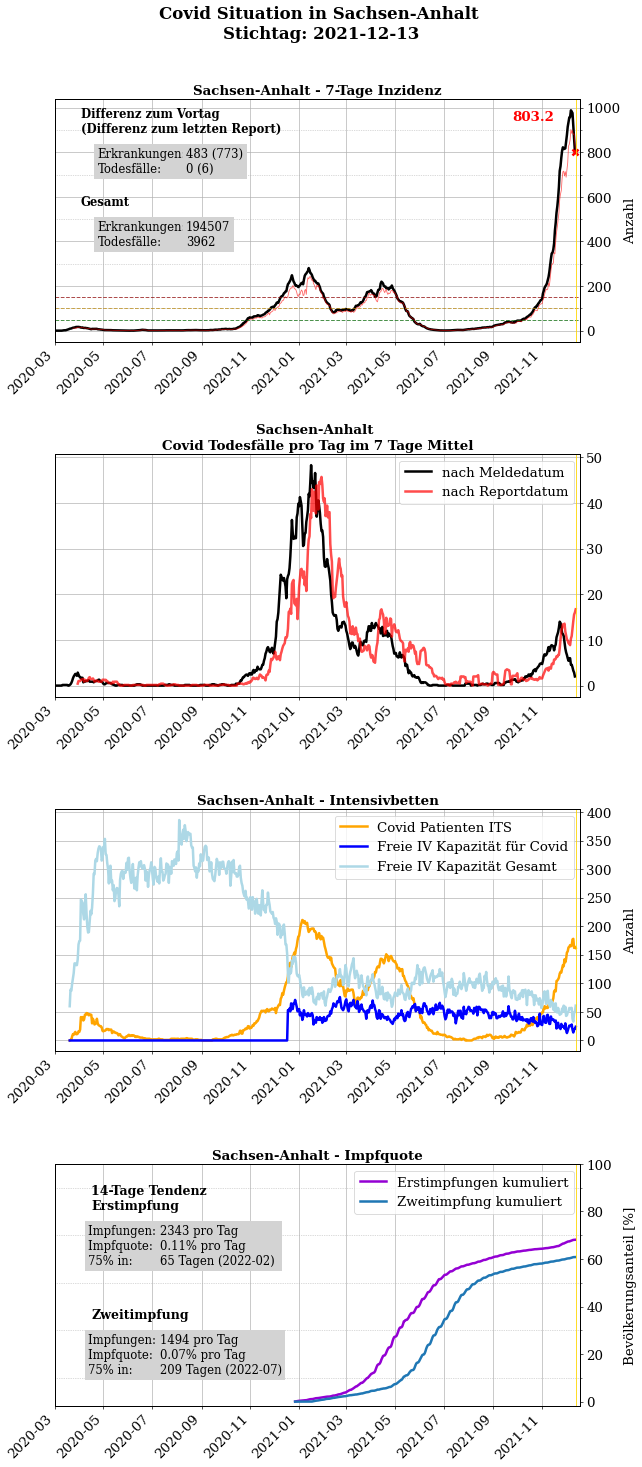 Covid Situation in Sachsen-Anhalt
Stichtag: 2021-12-13
Sachsen-Anhalt - 7-Tage Inzidenz
Differenz zum Vortag
(Differenz zum letzten Report)
Erkrankungen 483 (773)
Todesfälle: 0 (6)
Gesamt
Erkrankungen 194507
Todesfälle: 3962
803.2
1000
800
600
400
200
0
Anzahl
2020-03
2020-05
2020-07
2020-09
2020-11
2021-01
2021-03
2021-05
2021-07
2021-09
2021-11
Sachsen-Anhalt
Covid Todesfälle pro Tag im 7 Tage Mittel
nach Meldedatum
nach Reportdatum
50
40
30
20
10
0
2020-03
2020-05
2020-07
2020-09
2020-11
2021-01
2021-03
2021-05
2021-07
2021-09
2021-11
Sachsen-Anhalt - Intensivbetten
Covid Patienten ITS
Freie IV Kapazität für Covid
Freie IV Kapazität Gesamt
400
350
300
250
200
150
100
50
0
Anzahl
2020-03
2020-05
2020-07
2020-09
2020-11
2021-01
2021-03
2021-05
2021-07
2021-09
2021-11
Sachsen-Anhalt - Impfquote
14-Tage Tendenz
Erstimpfung
Impfungen: 2343 pro Tag
Impfquote: 0.11% pro Tag
75% in: 65 Tagen (2022-02)
Zweitimpfung
Impfungen: 1494 pro Tag
Impfquote: 0.07% pro Tag
75% in: 209 Tagen (2022-07)
Erstimpfungen kumuliert
Zweitimpfung kumuliert
100
80
60
40
20
0
Bevölkerungsanteil [%]
2020-03
2020-05
2020-07
2020-09
2020-11
2021-01
2021-03
2021-05
2021-07
2021-09
2021-11